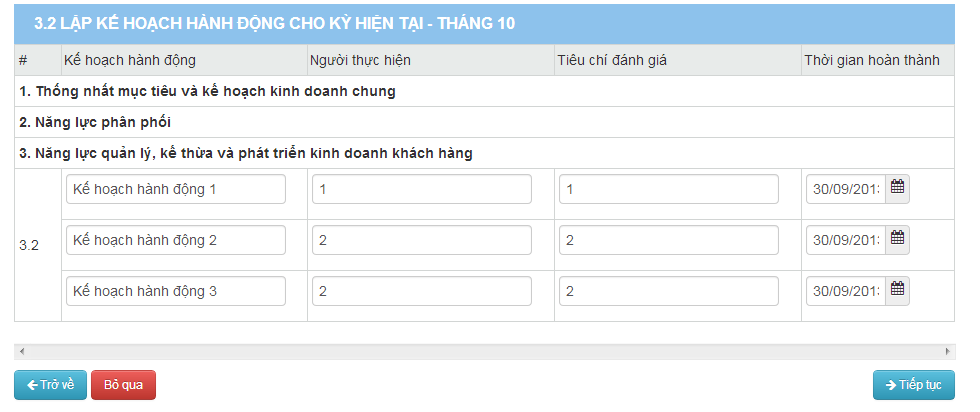 3.2 LẬP KẾ HOẠCH HÀNH ĐỘNG CHO KỲ HIỆN TẠI - THÁNG 10
# Kế hoạch hành động Người thực hiện Tiêu chí đánh giá Thời gian hoàn thành
1. Thống nhất mục tiêu và kế hoạch kinh doanh chung
2. Năng lực phân phối
3. Năng lực quản lý, kế thừa và phát triển kinh doanh khách hàng
Kế hoạch hành động 1 1 1 30/09/201
3.2 Kế hoạch hành động 2 2 2 30/09/201
Kế hoạch hành động 3 2 2 30/09/201
Trở về Bỏ qua Tiếp tục